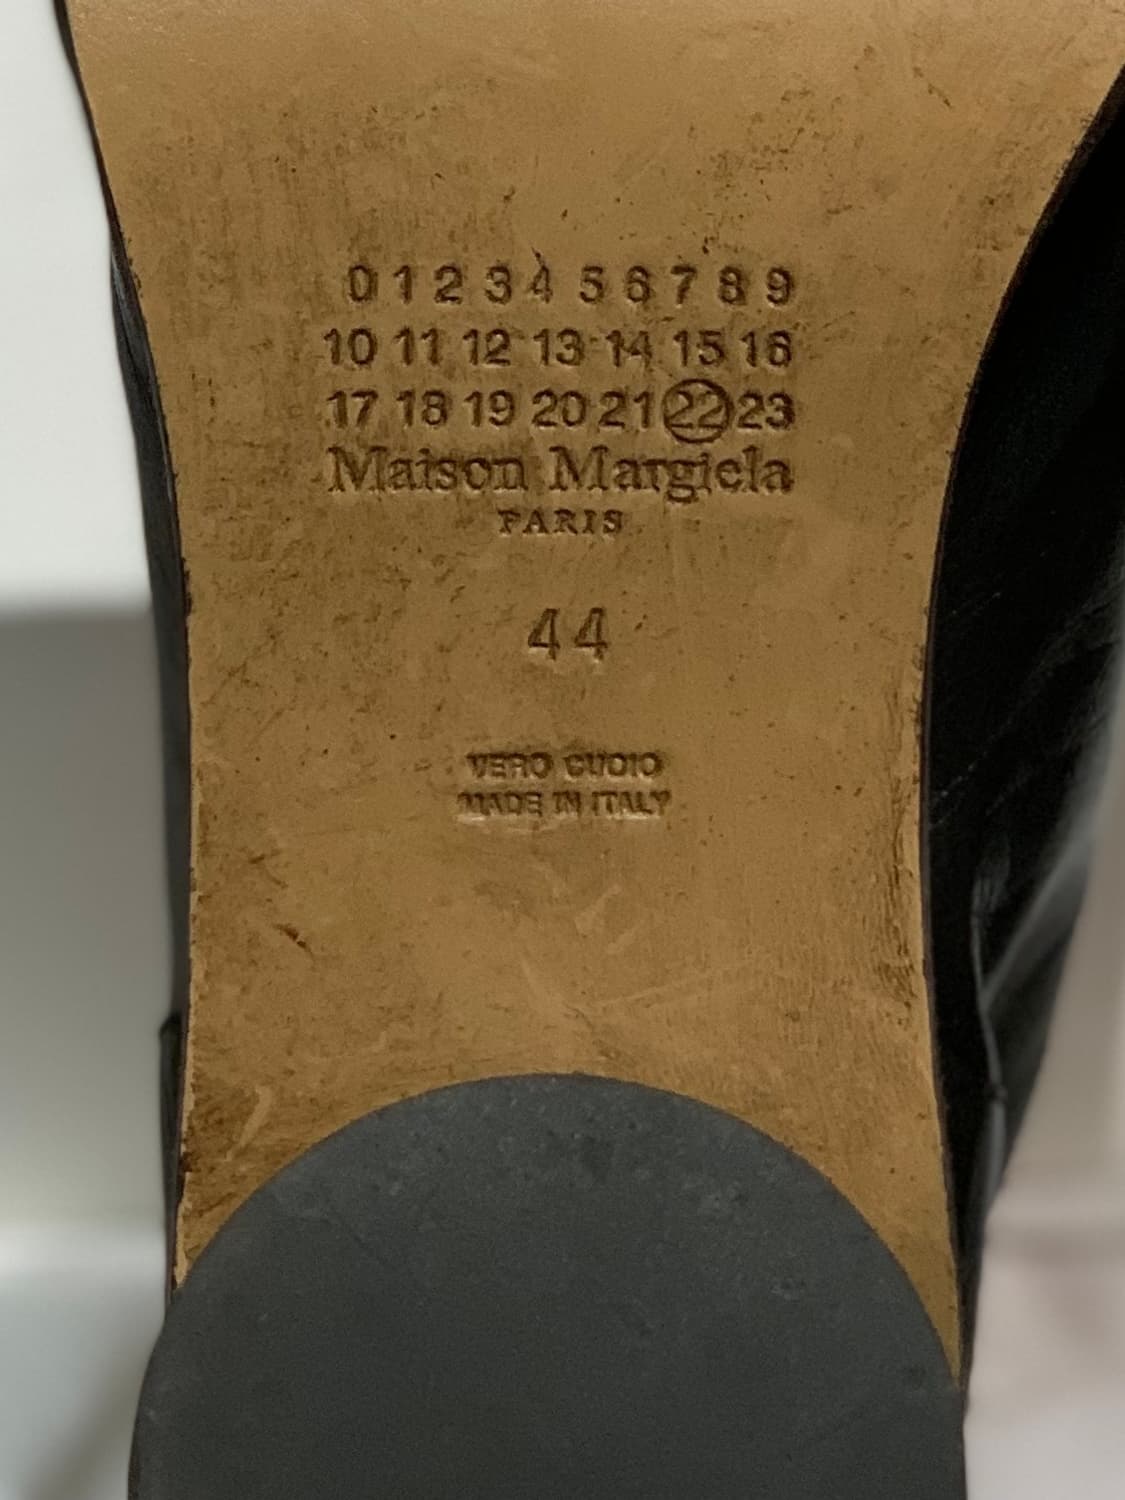 0 1 2 3 4 5 6 7 8 9
10 11 12 13 14 15 16
17 18 19 20 21 22 23
Maison Margiela
PARIS
44
VERO CUOIO
MADE IN ITALY